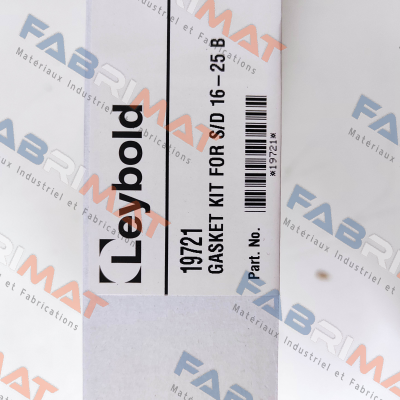 Leybold
19721
GASKET KIT FOR S/D 16 – 25 B
Part. No.
*19721*
FABRIMAT
Matériaux Industriel et Fabrications